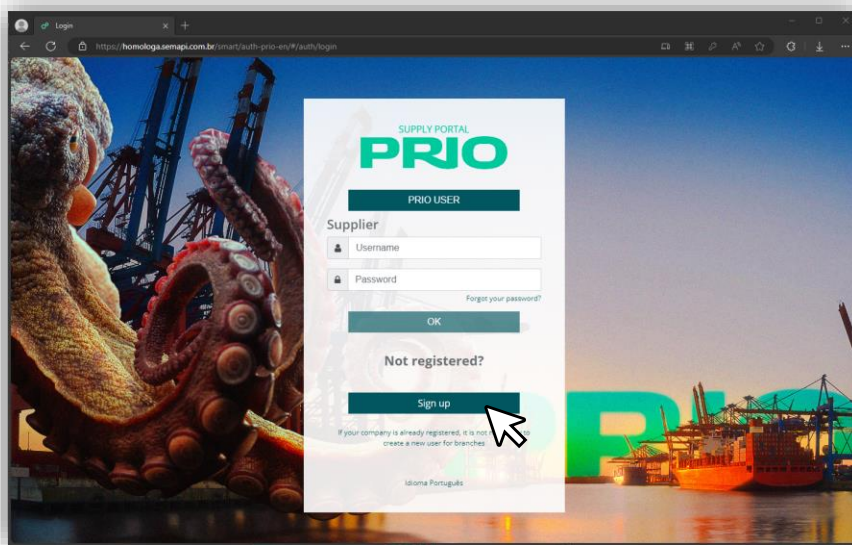 Login
https://homologa.semapi.com.br/smart/auth-prio-en/#/auth/login
SUPPLY PORTAL
PRIO
PRIO USER
Supplier
Username
Password
Forgot your password?
OK
Not registered?
Sign up
If your company is already registered, it is not to
create a new user for branches
Idioma Português
PRIO